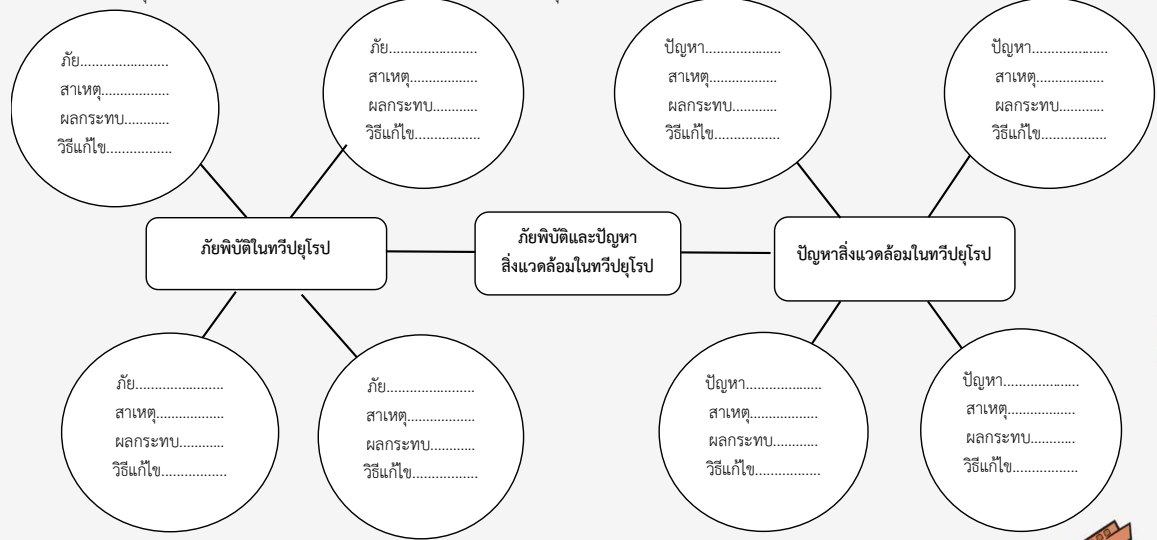 ภัย......................
สาเหตุ.................
ผลกระทบ...........
วิธีแก้ไข.................
ภัย......................
สาเหตุ.................
ผลกระทบ...........
วิธีแก้ไข.................
ปัญหา...................
สาเหตุ.................
ผลกระทบ...........
วิธีแก้ไข.................
ปัญหา...................
สาเหตุ.................
ผลกระทบ...........
วิธีแก้ไข.................
ภัยพิบัติในทวีปยุโรป
ภัยพิบัติและปัญหา
สิ่งแวดล้อมในทวีปยุโรป
ปัญหาสิ่งแวดล้อมในทวีปยุโรป
ภัย......................
สาเหตุ.................
ผลกระทบ...........
วิธีแก้ไข.................
ภัย......................
สาเหตุ.................
ผลกระทบ...........
วิธีแก้ไข.................
ปัญหา...................
สาเหตุ.................
ผลกระทบ...........
วิธีแก้ไข.................
ปัญหา...................
สาเหตุ.................
ผลกระทบ...........
วิธีแก้ไข.................